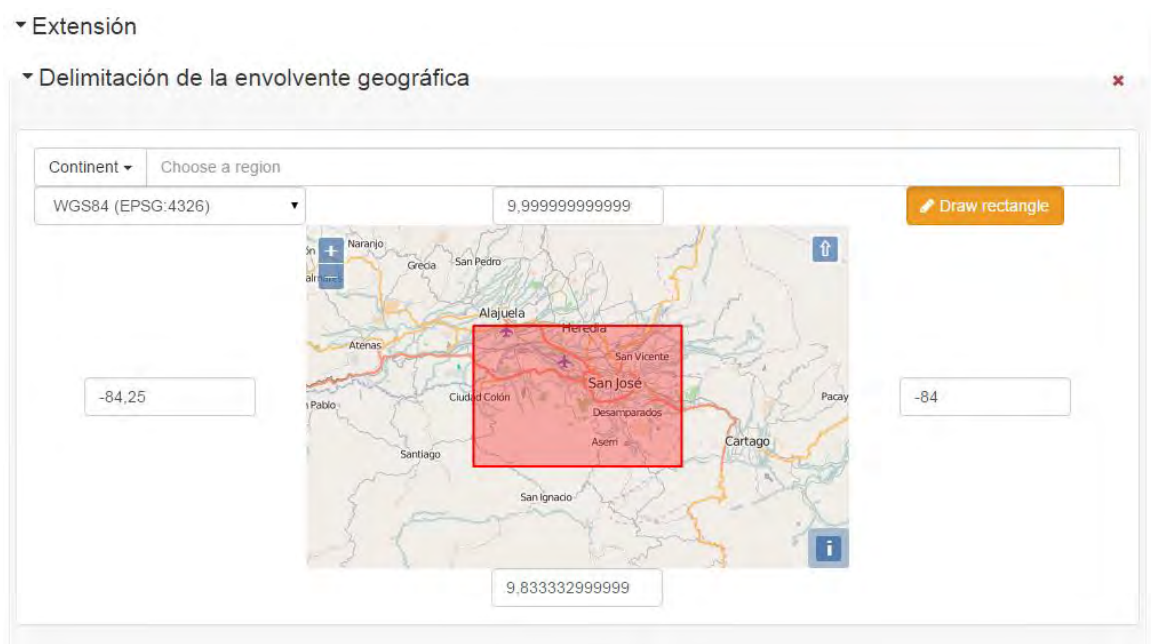 Extensión
Delimitación de la envolvente geográfica
Continent
Choose a region
WGS84 (EPSG:4326)
9,999999999999
Draw rectangle
Naranjo
Grecia
San Pedro
Alajuela
Heredia
Atenas
San Vicente
San José
-84,25
Ciudad Colón
Pablo
Desamparados
Pacay
-84
Aserri
Cartago
Santiago
San Ignacio
9,833332999999